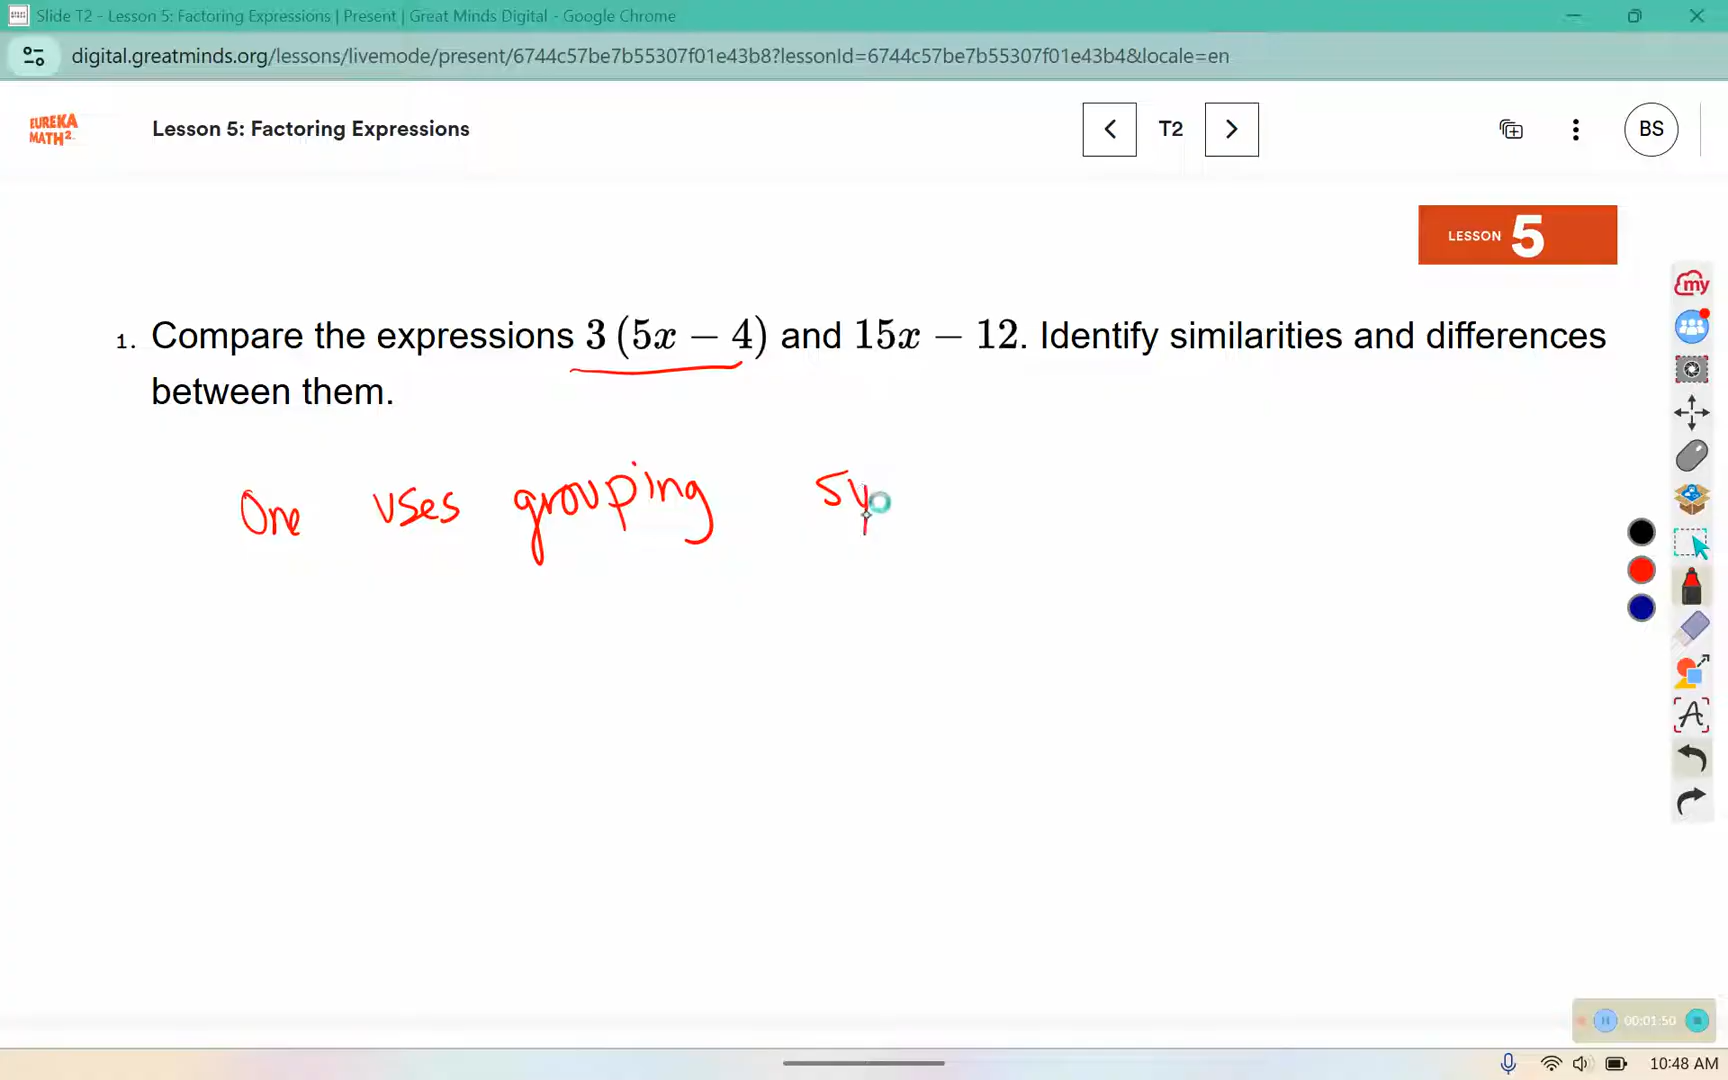 Slide T2 - Lesson 5: Factoring Expressions | Present | Great Minds Digital - Google Chrome
digital.greatminds.org/lessons/livemode/present/6744c57be7b55307f01e43b8?lessonId=6744c57be7b55307f01e43b4&locale=en
EUREKA
MATH²
Lesson 5: Factoring Expressions
T2
BS
LESSON 5
my
1. Compare the expressions 3 (5x − 4) and 15x − 12. Identify similarities and differences
between them.
One uses grouping sy
A
00:01:50
10:48 AM